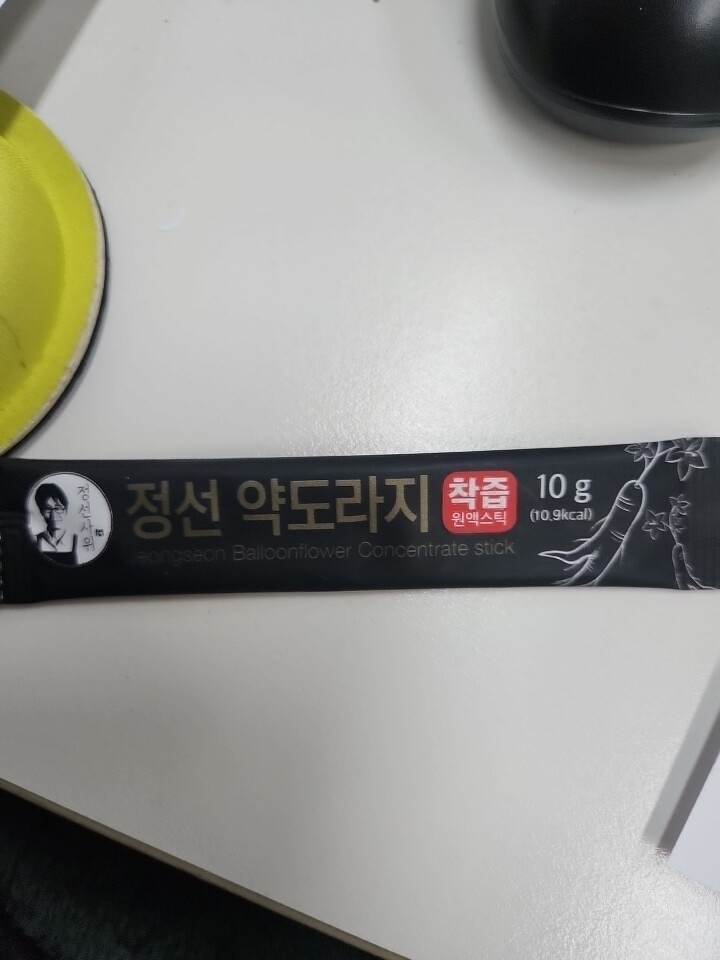 정선사위
정선 약도라지
착즙
원액스틱
10 g
(10.9kcal)
eongseon Balloonflower Concentrate stick